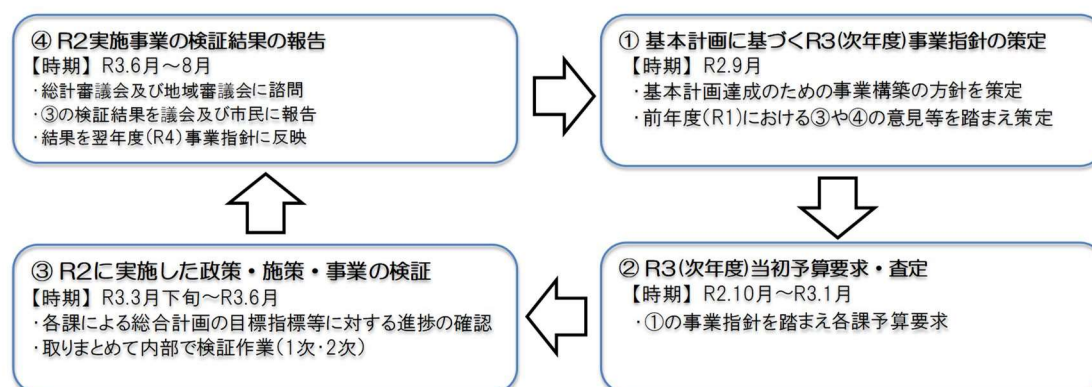 ④ R2実施事業の検証結果の報告
【時期】R3.6月～8月
・総計審議会及び地域審議会に諮問
・③の検証結果を議会及び市民に報告
・結果を翌年度(R4)事業指針に反映
① 基本計画に基づくR3(次年度)事業指針の策定
【時期】R2.9月
・基本計画達成のための事業構築の方針を策定
・前年度(R1)における③や④の意見等を踏まえ策定
③ R2に実施した政策・施策・事業の検証
【時期】R3.3月下旬～R3.6月
・各課による総合計画の目標指標等に対する進捗の確認
・取りまとめて内部で検証作業(1次・2次)
② R3(次年度)当初予算要求・査定
【時期】R2.10月～R3.1月
・①の事業指針を踏まえ各課予算要求